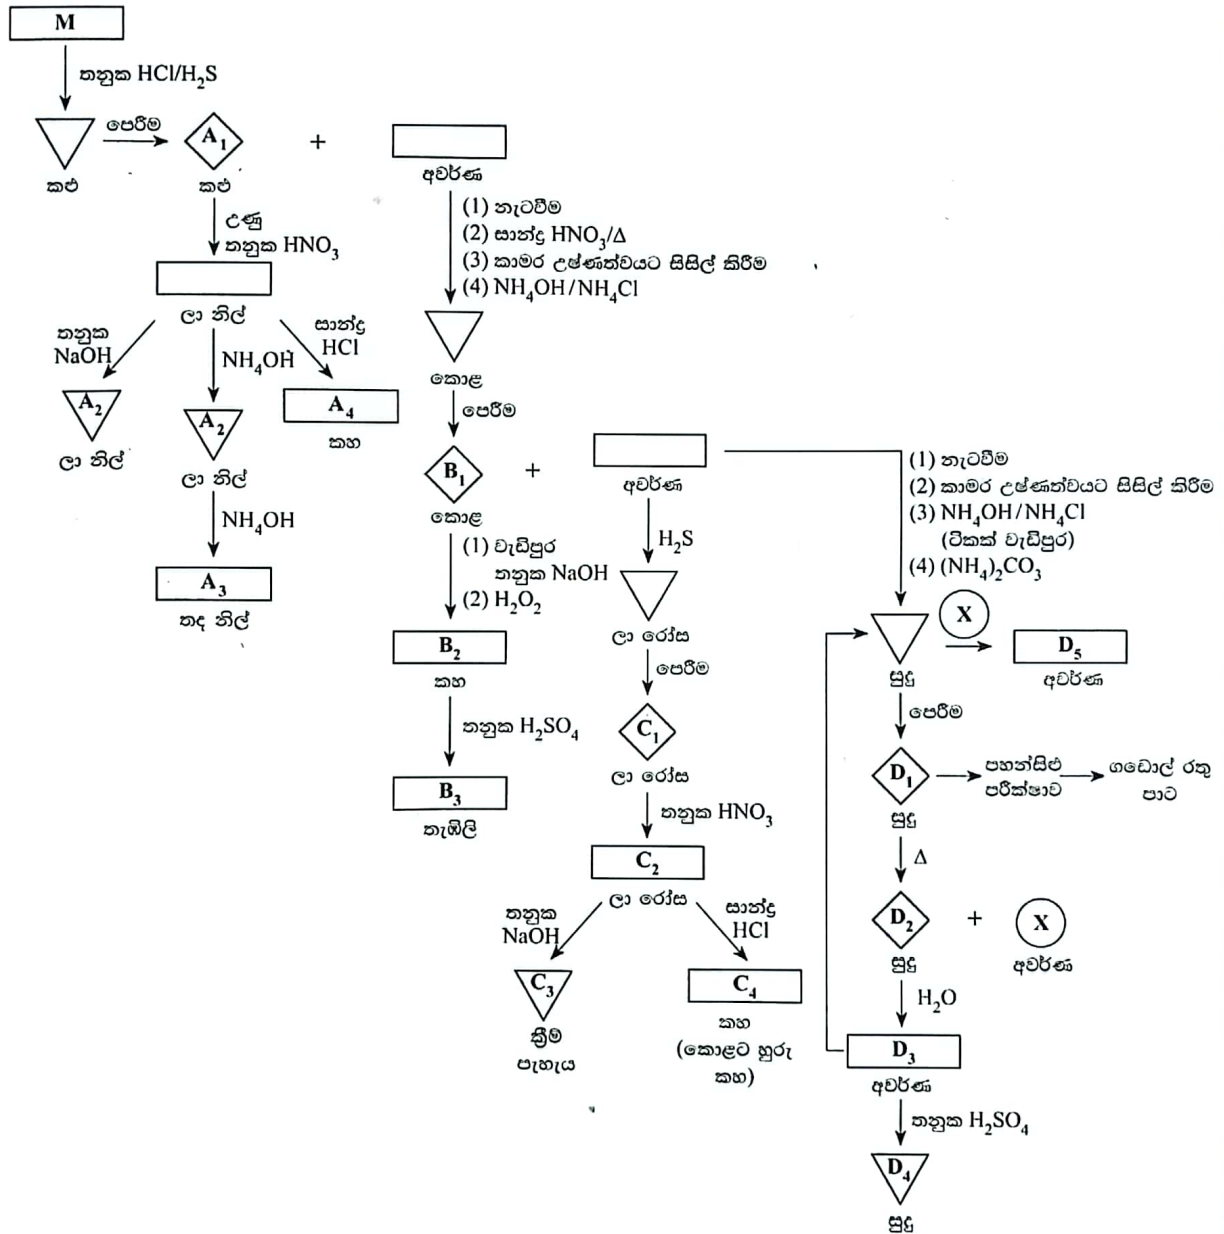 M
තනුක HCl/H₂S
පෙරීම
A₁
+
කළු
කළු
අවර්ණ
උණු
තනුක HNO₃
(1) නැටවීම
(2) සාන්ද්‍ර HNO₃/Δ
(3) කාමර උෂ්ණත්වයට සිසිල් කිරීම
(4) NH₄OH/NH₄Cl
ලා නිල්
තනුක
NaOH
NH₄OH
සාන්ද්‍ර
HCl
කොළ
A₂
ලා නිල්
A₂
ලා නිල්
A₄
කහ
පෙරීම
NH₄OH
A₃
තද නිල්
B₁
+
කොළ
අවර්ණ
(1) නැටවීම
(2) කාමර උෂ්ණත්වයට සිසිල් කිරීම
(3) NH₄OH/NH₄Cl
(ටිකක් වැඩිපුර)
(4) (NH₄)₂CO₃
(1) වැඩිපුර
තනුක NaOH
(2) H₂O₂
H₂S
ලා රෝස
X
D₅
සුදු
අවර්ණ
B₂
කහ
පෙරීම
පෙරීම
තනුක H₂SO₄
C₁
ලා රෝස
D₁
සුදු
පහන්සිළු
පරීක්ෂාව
ගඩොල් රතු
පාට
B₃
තැඹිලි
තනුක HNO₃
Δ
C₂
ලා රෝස
D₂
+
X
සුදු
අවර්ණ
තනුක
NaOH
සාන්ද්‍ර
HCl
C₃
ක්‍රීම්
පැහැය
C₄
කහ
(කොළට හුරු
කහ)
H₂O
D₃
අවර්ණ
තනුක H₂SO₄
D₄
සුදු